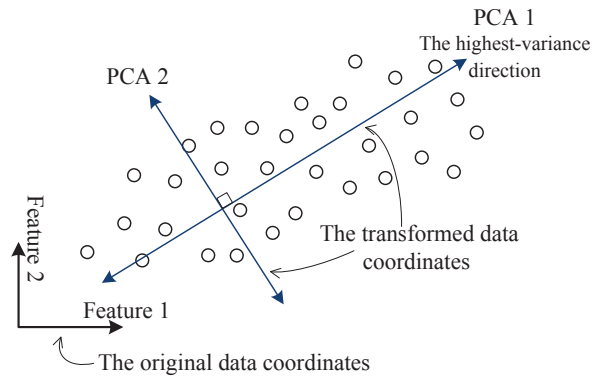 PCA 1
The highest-variance
direction
PCA 2
The transformed data
coordinates
Feature 2
Feature 1
The original data coordinates